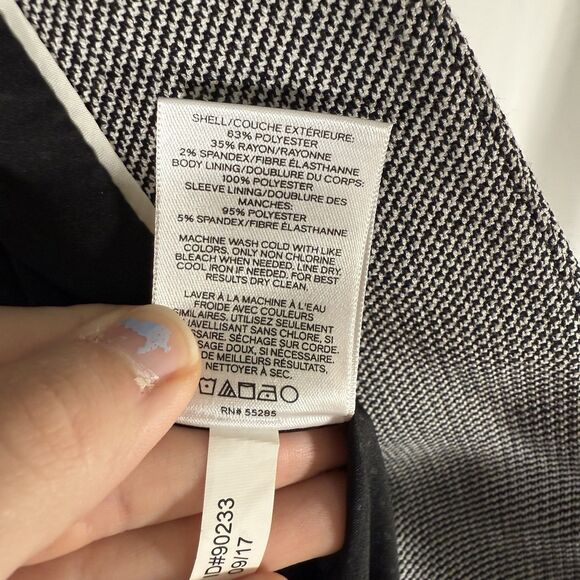 SHELL/COUCHE EXTÉRIEURE:
63% POLYESTER
35% RAYON/RAYONNE
2% SPANDEX/FIBRE ÉLASTHANNE
BODY LINING/DOUBLURE DU CORPS:
100% POLYESTER
SLEEVE LINING/DOUBLURE DES
MANCHES:
95% POLYESTER
5% SPANDEX/FIBRE ÉLASTHANNE
MACHINE WASH COLD WITH LIKE
COLORS. ONLY NON CHLORINE
BLEACH WHEN NEEDED. LINE DRY.
COOL IRON IF NEEDED. FOR BEST
RESULTS DRY CLEAN.
LAVER À LA MACHINE À L'EAU
FROIDE AVEC COULEURS
SIMILAIRES. UTILISEZ SEULEMENT
JAVELLISANT SANS CHLORE, SI
ESSAIRE. SÉCHAGE SUR CORDE.
SSAGE DOUX, SI NÉCESSAIRE.
DE MEILLEURS RÉSULTATS,
NETTOYER À SEC.
RN# 55285
ID#90233
09/17